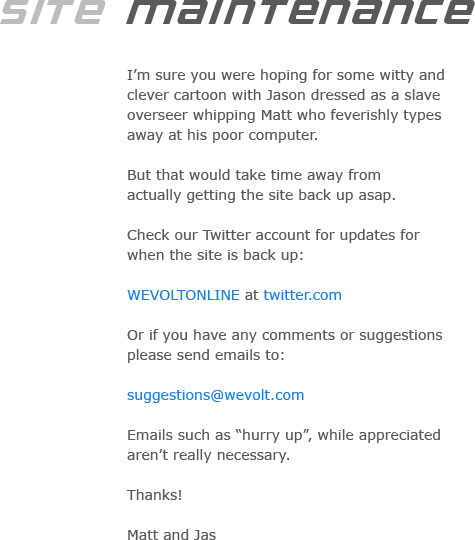 SITE MAINTENANCE
I’m sure you were hoping for some witty and
clever cartoon with Jason dressed as a slave
overseer whipping Matt who feverishly types
away at his poor computer.
But that would take time away from
actually getting the site back up asap.
Check our Twitter account for updates for
when the site is back up:
WEVOLTONLINE at twitter.com
Or if you have any comments or suggestions
please send emails to:
suggestions@wevolt.com
Emails such as “hurry up”, while appreciated
aren’t really necessary.
Thanks!
Matt and Jas